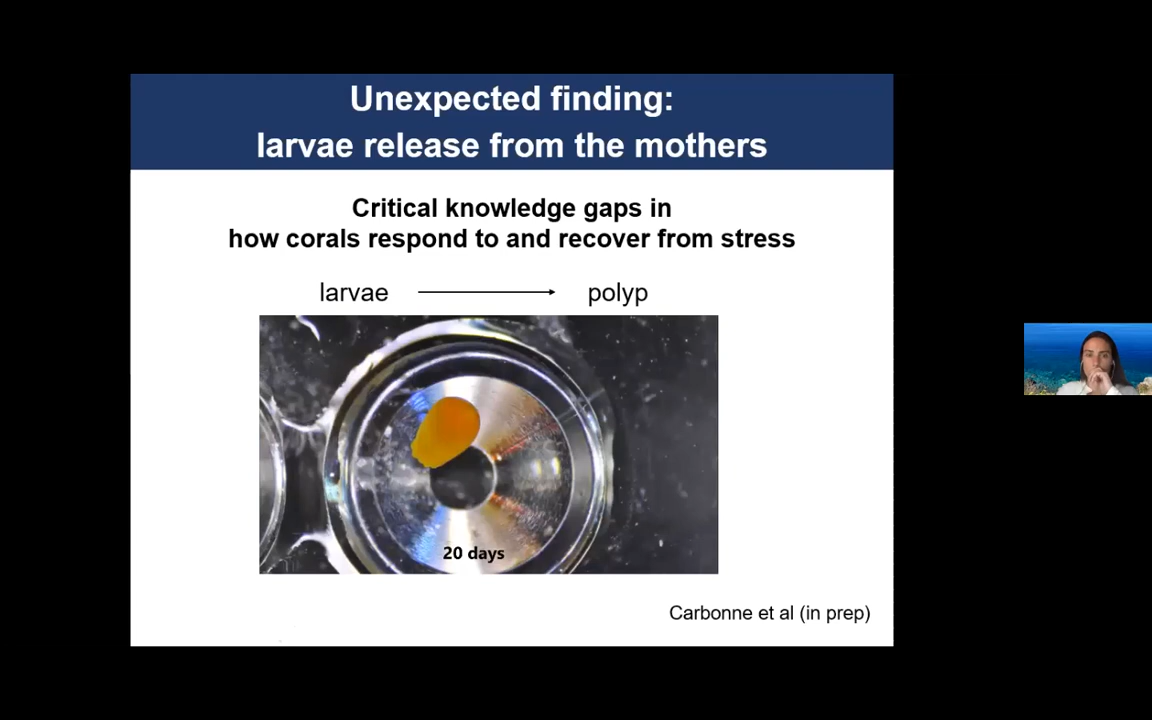 Unexpected finding:
larvae release from the mothers
Critical knowledge gaps in
how corals respond to and recover from stress
larvae polyp
20 days
Carbonne et al (in prep)